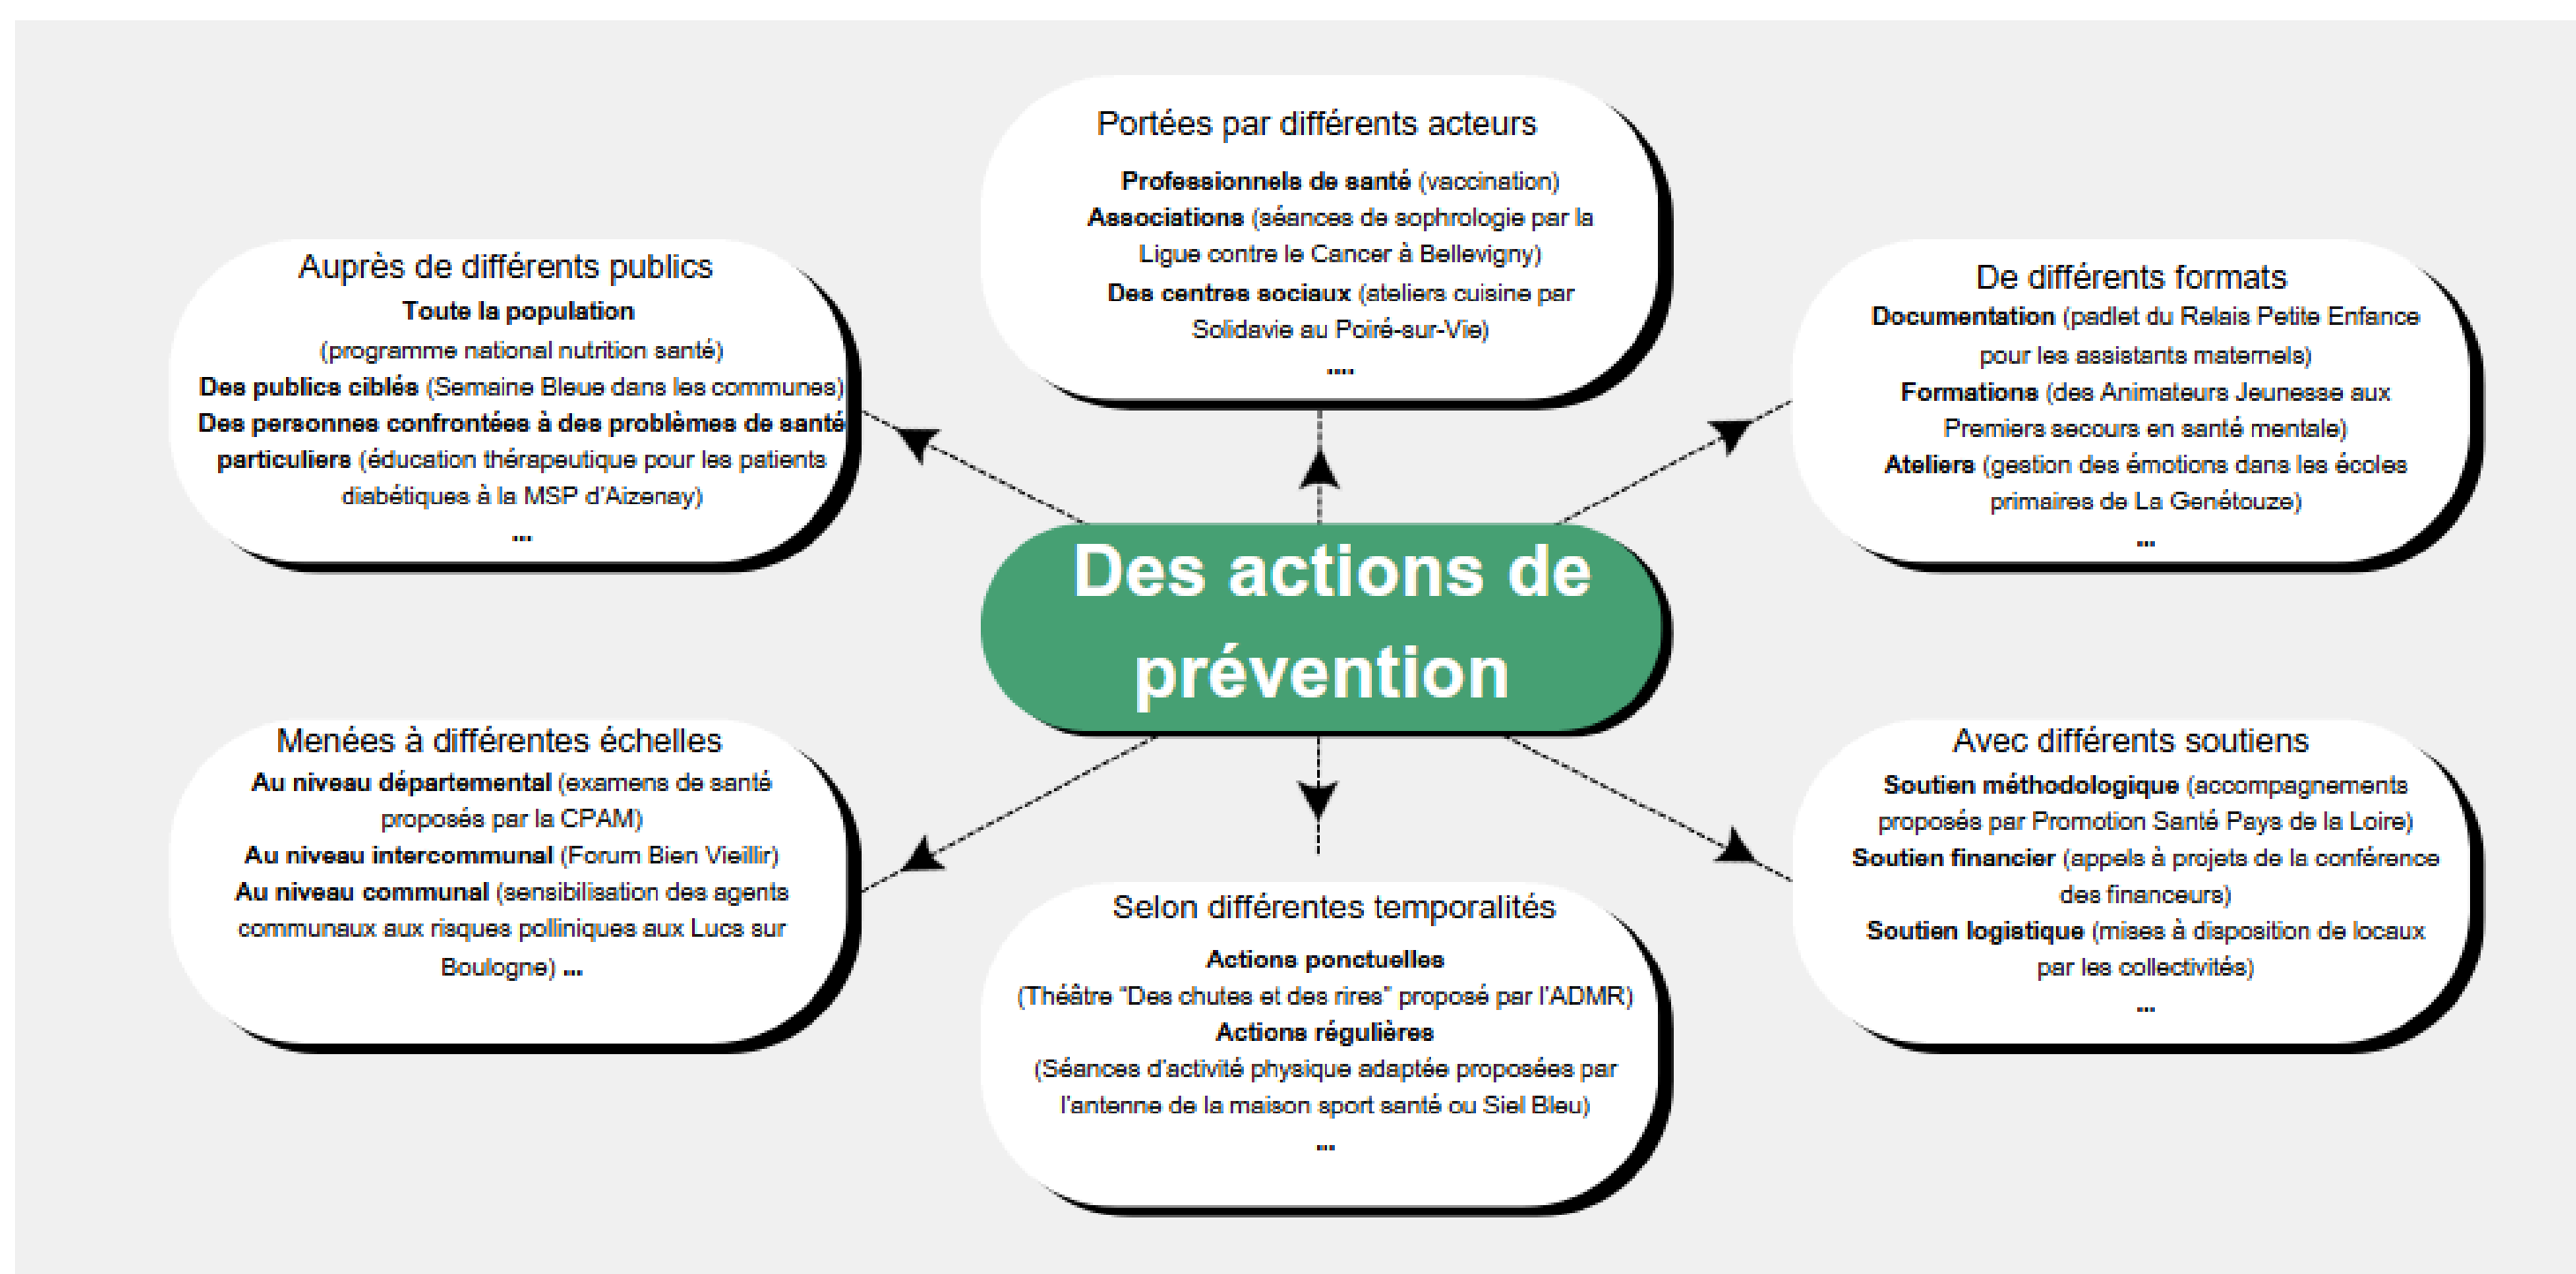 Portées par différents acteurs
Professionnels de santé (vaccination)
Associations (séances de sophrologie par la
Ligue contre le Cancer à Bellevigny)
Des centres sociaux (ateliers cuisine par
Solidavie au Poiré-sur-Vie)
....
Auprès de différents publics
Toute la population
(programme national nutrition santé)
Des publics ciblés (Semaine Bleue dans les communes)
Des personnes confrontées à des problèmes de santé
particuliers (éducation thérapeutique pour les patients
diabétiques à la MSP d'Aizenay)
...
De différents formats
Documentation (padlet du Relais Petite Enfance
pour les assistants maternels)
Formations (des Animateurs Jeunesse aux
Premiers secours en santé mentale)
Ateliers (gestion des émotions dans les écoles
primaires de La Genétouze)
...
Des actions de
prévention
Menées à différentes échelles
Au niveau départemental (examens de santé
proposés par la CPAM)
Au niveau intercommunal (Forum Bien Vieillir)
Au niveau communal (sensibilisation des agents
communaux aux risques polliniques aux Lucs sur
Boulogne) ...
Selon différentes temporalités
Actions ponctuelles
(Théâtre “Des chutes et des rires” proposé par l'ADMR)
Actions régulières
(Séances d'activité physique adaptée proposées par
l'antenne de la maison sport santé ou Siel Bleu)
...
Avec différents soutiens
Soutien méthodologique (accompagnements
proposés par Promotion Santé Pays de la Loire)
Soutien financier (appels à projets de la conférence
des financeurs)
Soutien logistique (mises à disposition de locaux
par les collectivités)
...